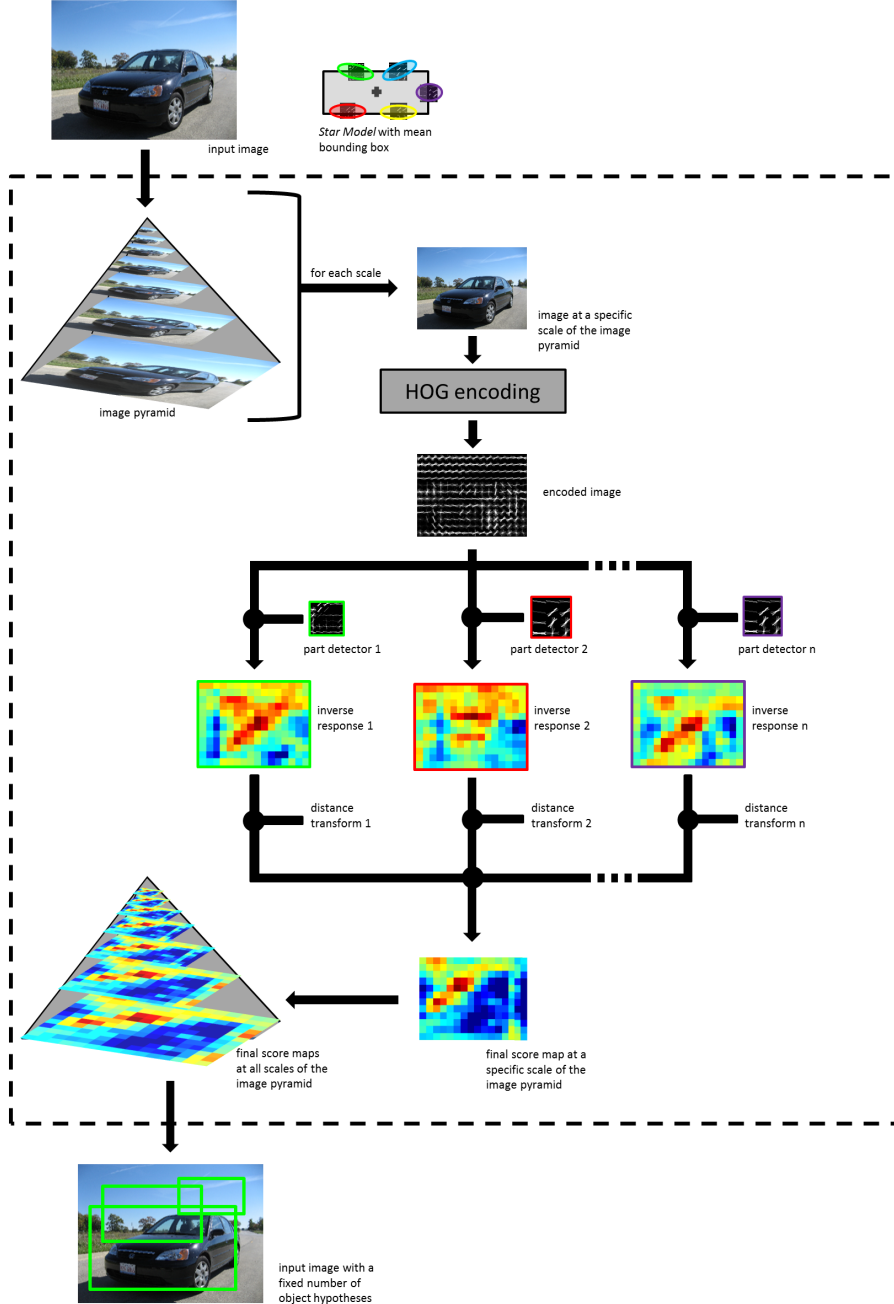 input image
Star Model with mean
bounding box
for each scale
image at a specific
scale of the image
pyramid
image pyramid
HOG encoding
encoded image
part detector 1
part detector 2
part detector n
inverse
response 1
inverse
response 2
inverse
response n
distance
transform 1
distance
transform 2
distance
transform n
final score maps
at all scales of the
image pyramid
final score map at a
specific scale of the
image pyramid
input image with a
fixed number of
object hypotheses